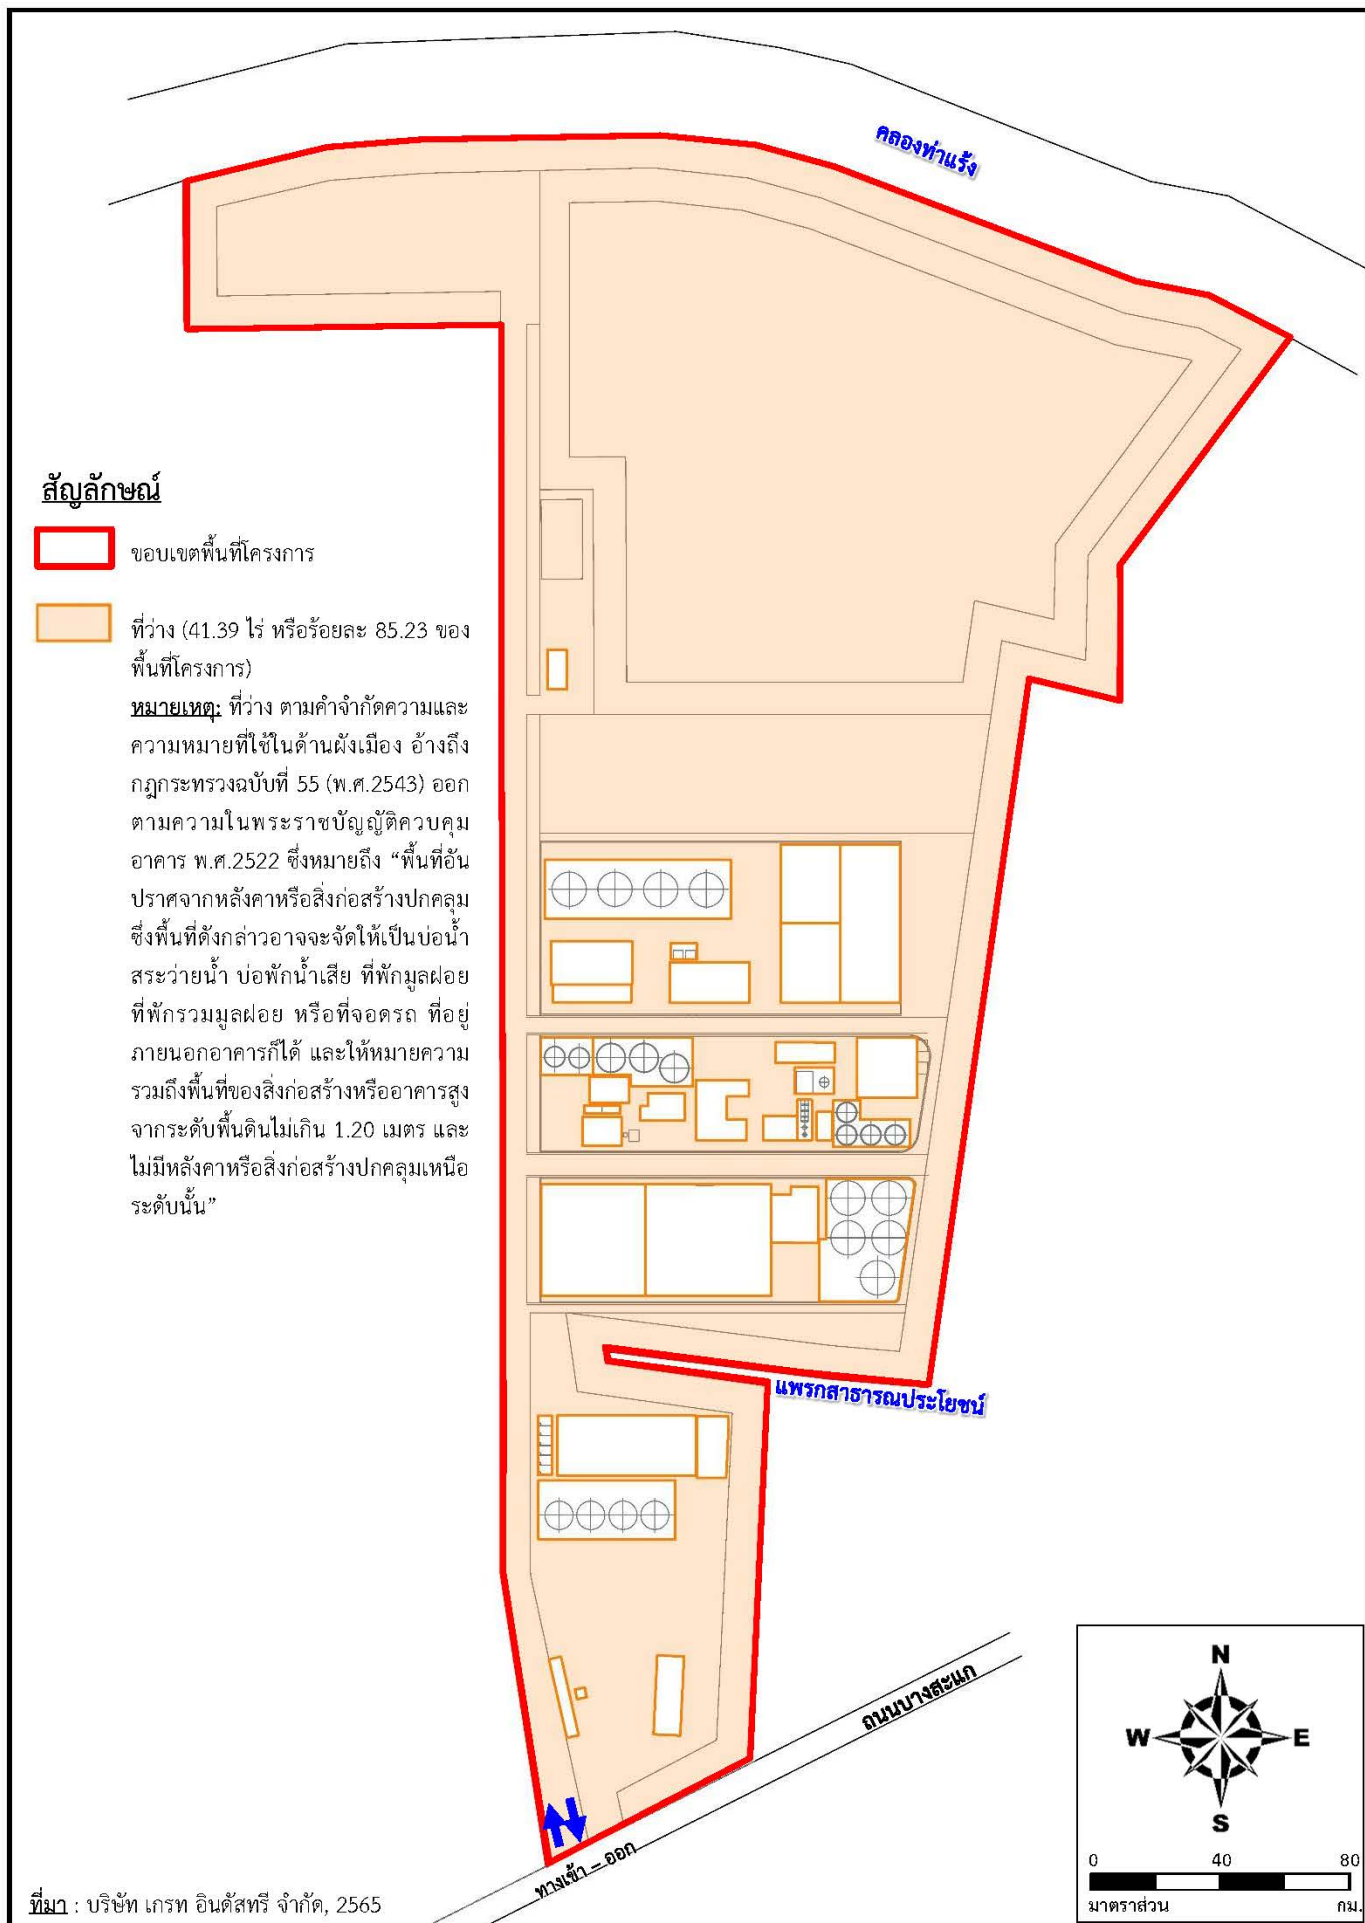 คลองท่าแร้ง
สัญลักษณ์
ขอบเขตพื้นที่โครงการ
ที่ว่าง (41.39 ไร่ หรือร้อยละ 85.23 ของ
พื้นที่โครงการ)
หมายเหตุ: ที่ว่าง ตามคำจำกัดความและ
ความหมายที่ใช้ในด้านผังเมือง อ้างถึง
กฎกระทรวงฉบับที่ 55 (พ.ศ.2543) ออก
ตามความในพระราชบัญญัติควบคุม
อาคาร พ.ศ.2522 ซึ่งหมายถึง “พื้นที่อัน
ปราศจากหลังคาหรือสิ่งก่อสร้างปกคลุม
ซึ่งพื้นที่ดังกล่าวอาจจะจัดให้เป็นบ่อน้ำ
สระว่ายน้ำ บ่อพักน้ำเสีย ที่พักมูลฝอย
ที่พักรวมมูลฝอย หรือที่จอดรถ ที่อยู่
ภายนอกอาคารก็ได้ และให้หมายความ
รวมถึงพื้นที่ของสิ่งก่อสร้างหรืออาคารสูง
จากระดับพื้นดินไม่เกิน 1.20 เมตร และ
ไม่มีหลังคาหรือสิ่งก่อสร้างปกคลุมเหนือ
ระดับนั้น”
แพรกสาธารณประโยชน์
ถนนบางสะแก
ทางเข้า – ออก
N
W E
S
0 40 80
มาตราส่วน กม.
ที่มา : บริษัท เกรท อินดัสทรี จำกัด, 2565